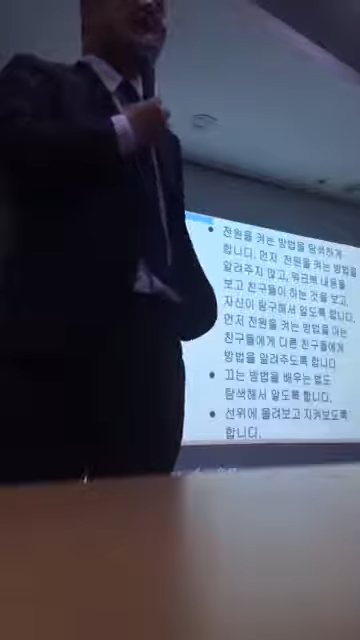 • 전원을 켜는 방법을 탐색하게
합니다. 먼저 전원을 켜는 방법을
알려주지 않고, 워크북 내용을
보고 친구들이 하는 것을 보고,
자신이 탐구해서 알도록 합니다.
먼저 전원을 켜는 방법을 아는
친구들에게 다른 친구들에게
방법을 알려주도록 합니다
• 끄는 방법을 배우는 법도
탐색해서 알도록 합니다.
• 선위에 올려보고 지켜보도록
합니다.